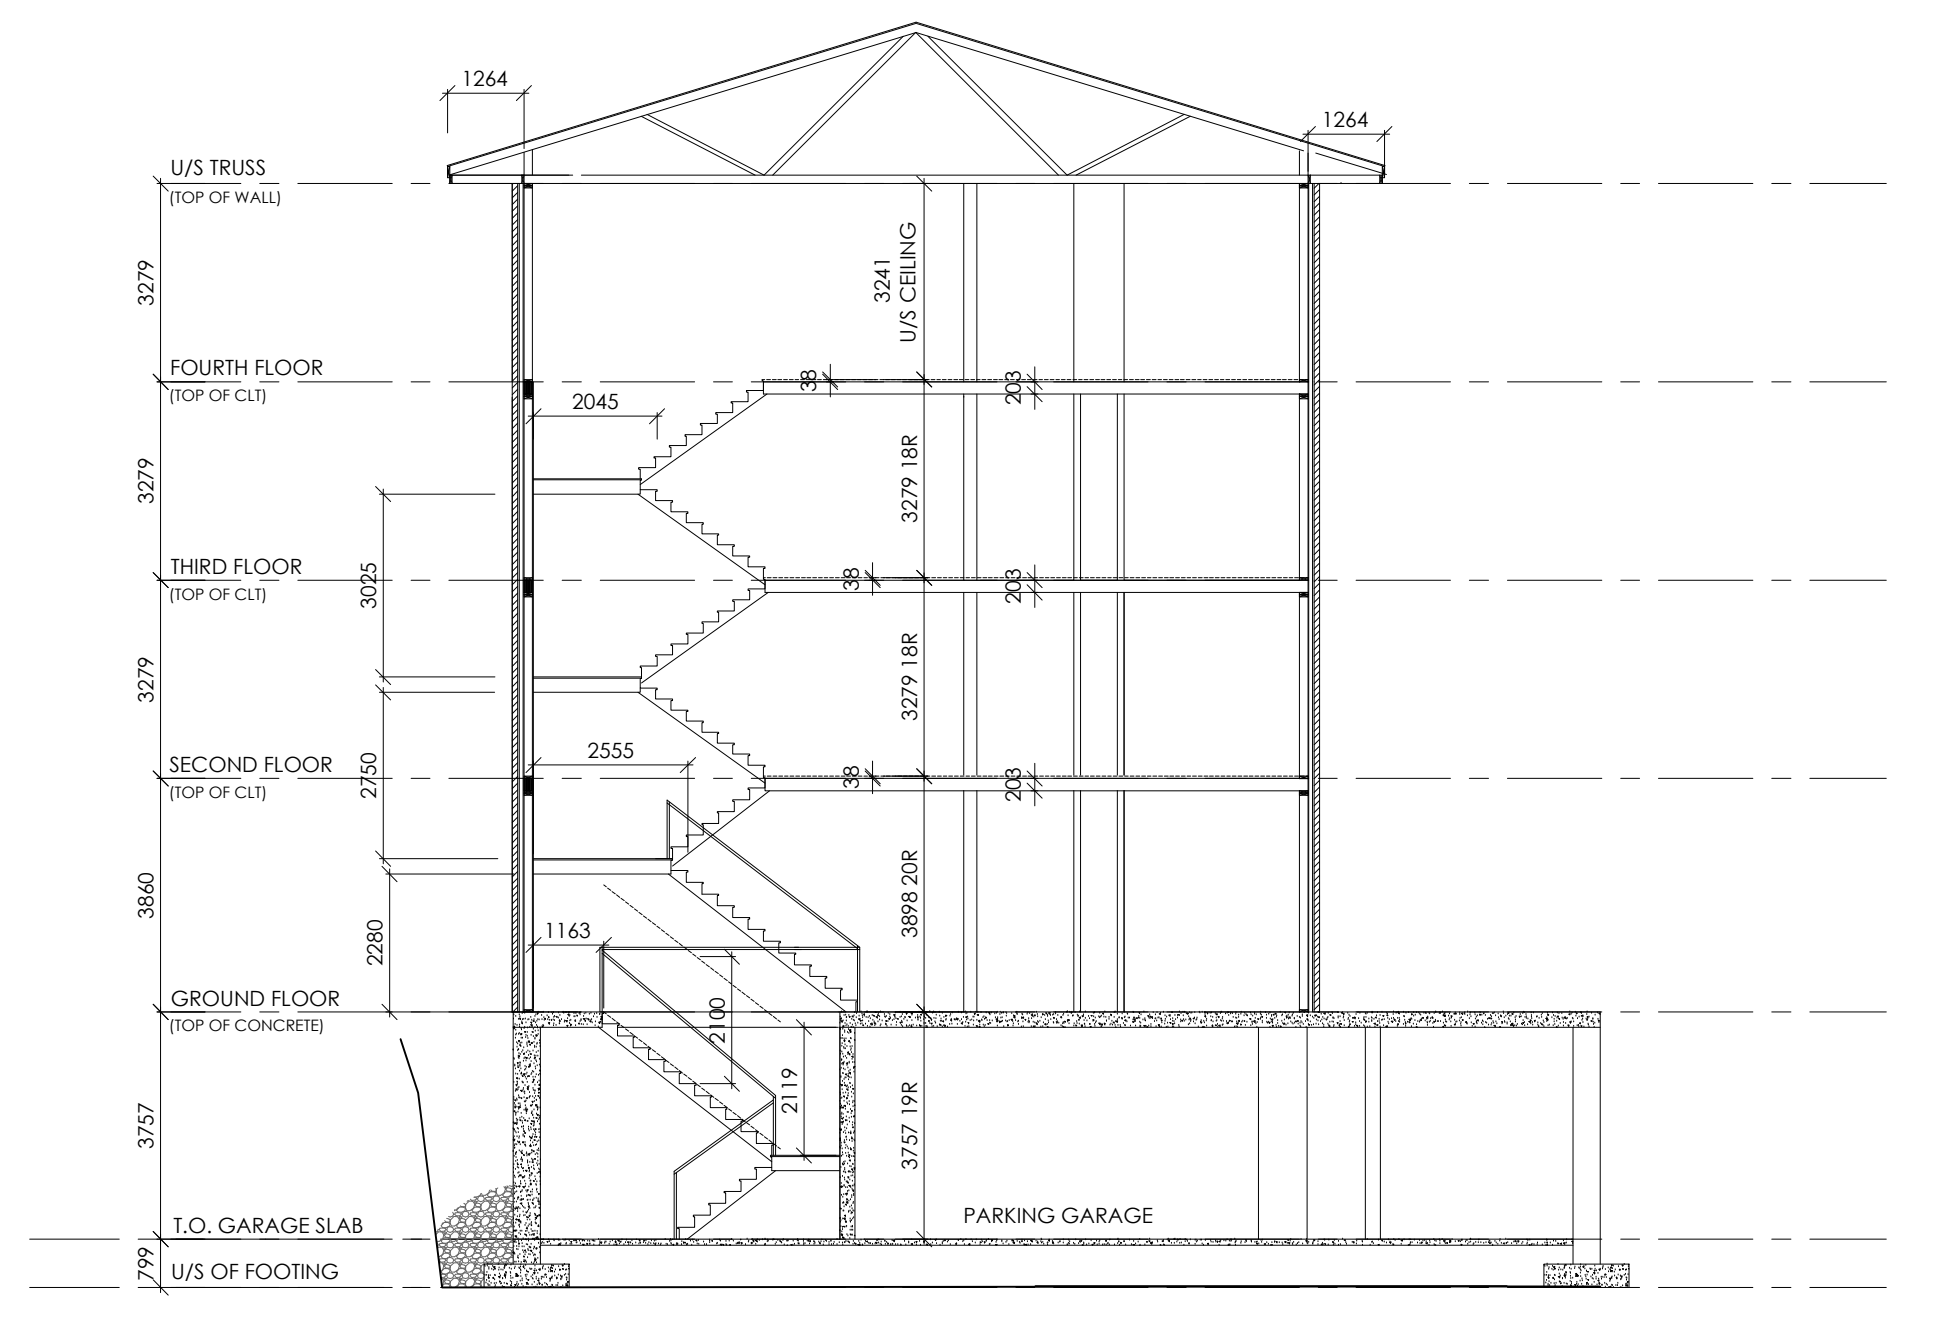 1264
1264
U/S TRUSS
(TOP OF WALL)
3279
3241
U/S CEILING
FOURTH FLOOR
(TOP OF CLT)
38
203
2045
3279
3279 18R
THIRD FLOOR
(TOP OF CLT)
3025
38
203
3279
3279 18R
SECOND FLOOR
(TOP OF CLT)
2750
2555
38
203
3860
3898 20R
2280
1163
GROUND FLOOR
(TOP OF CONCRETE)
2100
2119
3757
3757 19R
PARKING GARAGE
T.O. GARAGE SLAB
799
U/S OF FOOTING